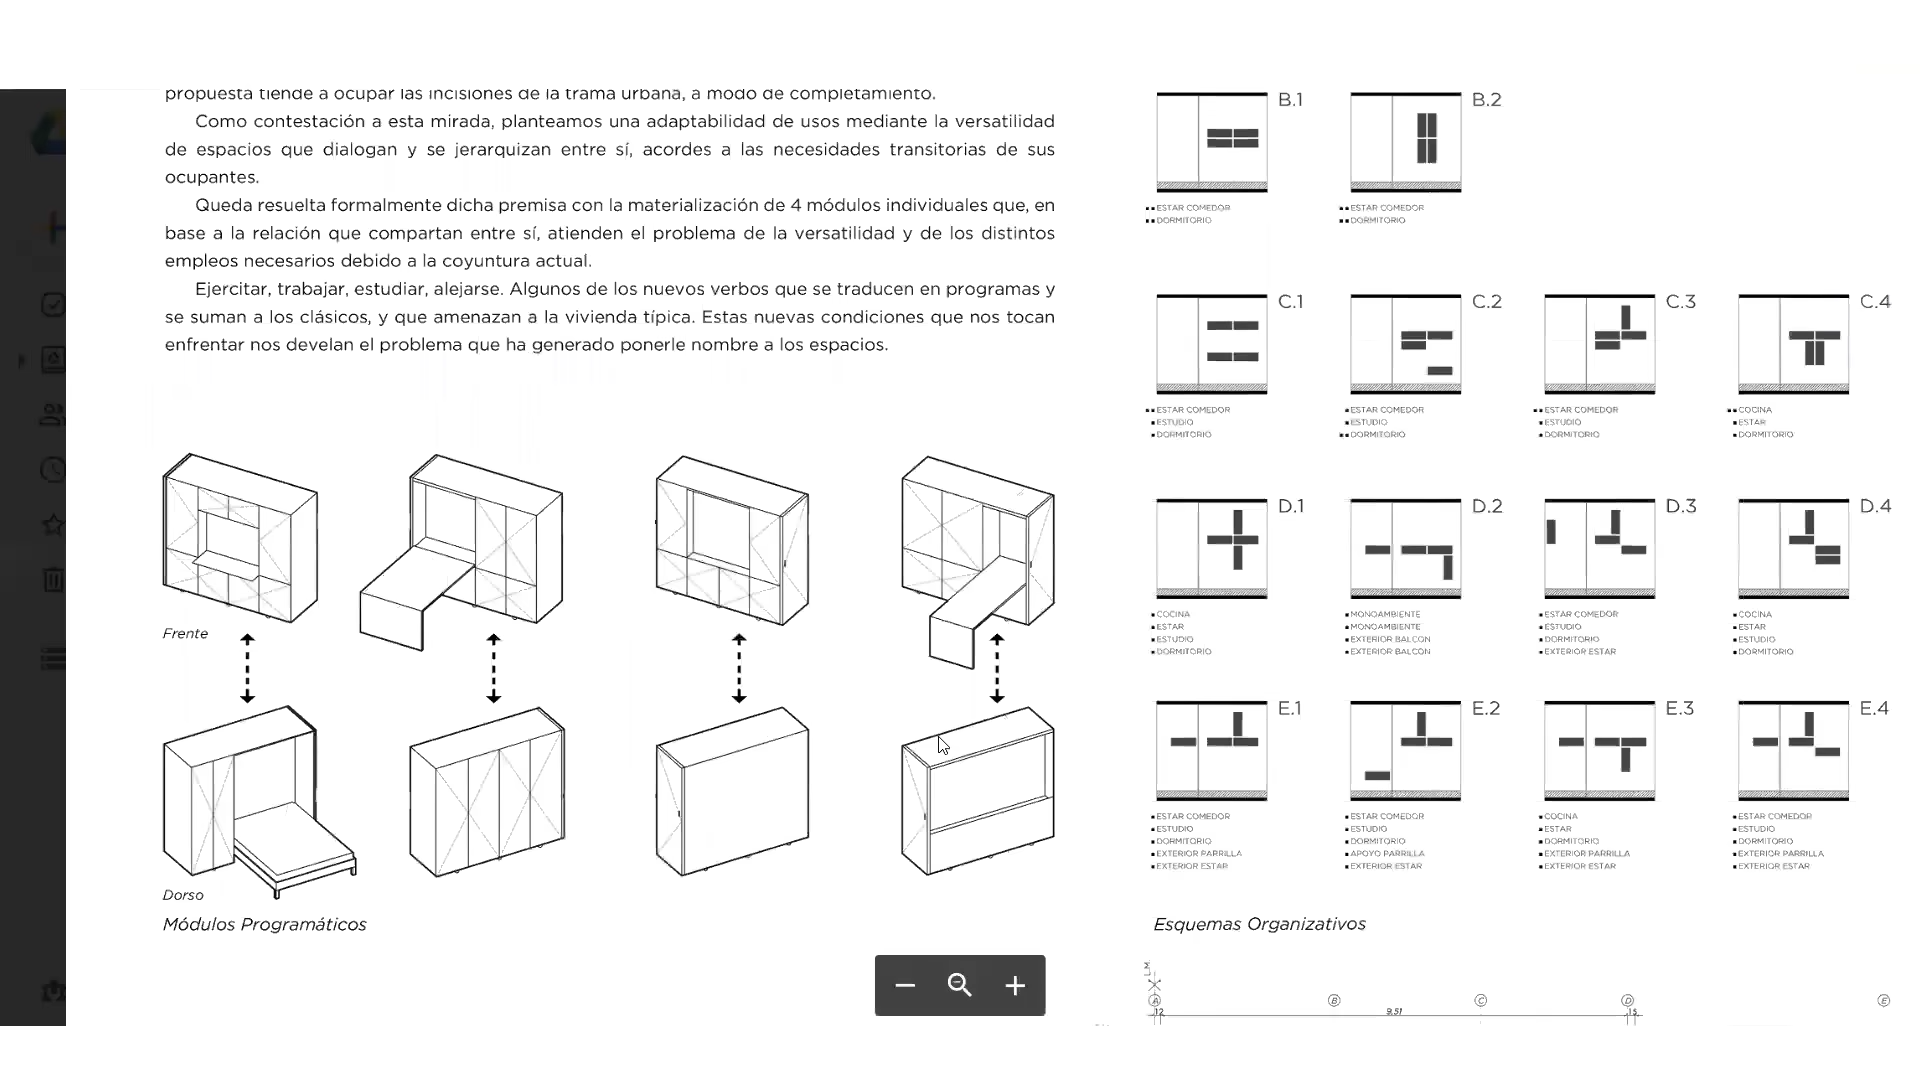 propuesta tiende a ocupar las incisiones de la trama urbana, a modo de completamiento.
Como contestación a esta mirada, planteamos una adaptabilidad de usos mediante la versatilidad
de espacios que dialogan y se jerarquizan entre sí, acordes a las necesidades transitorias de sus
ocupantes.
Queda resuelta formalmente dicha premisa con la materialización de 4 módulos individuales que, en
base a la relación que compartan entre sí, atienden el problema de la versatilidad y de los distintos
empleos necesarios debido a la coyuntura actual.
Ejercitar, trabajar, estudiar, alejarse. Algunos de los nuevos verbos que se traducen en programas y
se suman a los clásicos, y que amenazan a la vivienda típica. Estas nuevas condiciones que nos tocan
enfrentar nos develan el problema que ha generado ponerle nombre a los espacios.
Frente
Dorso
Módulos Programáticos
B.1
ESTAR COMEDOR
DORMITORIO
B.2
ESTAR COMEDOR
DORMITORIO
C.1
ESTAR COMEDOR
ESTUDIO
DORMITORIO
C.2
ESTAR COMEDOR
ESTUDIO
DORMITORIO
C.3
ESTAR COMEDOR
ESTUDIO
DORMITORIO
C.4
COCINA
ESTAR
DORMITORIO
D.1
COCINA
ESTAR
ESTUDIO
DORMITORIO
D.2
MONOAMBIENTE
MONOAMBIENTE
EXTERIOR BALCON
EXTERIOR BALCON
D.3
ESTAR COMEDOR
ESTUDIO
DORMITORIO
EXTERIOR ESTAR
D.4
COCINA
ESTAR
ESTUDIO
DORMITORIO
E.1
ESTAR COMEDOR
ESTUDIO
DORMITORIO
EXTERIOR PARRILLA
EXTERIOR ESTAR
E.2
ESTAR COMEDOR
ESTUDIO
DORMITORIO
APOYO PARRILLA
EXTERIOR ESTAR
E.3
COCINA
ESTAR
DORMITORIO
EXTERIOR PARRILLA
EXTERIOR ESTAR
E.4
ESTAR COMEDOR
ESTUDIO
DORMITORIO
EXTERIOR PARRILLA
EXTERIOR ESTAR
Esquemas Organizativos
L.M.
A B C D E
12 9.51 15